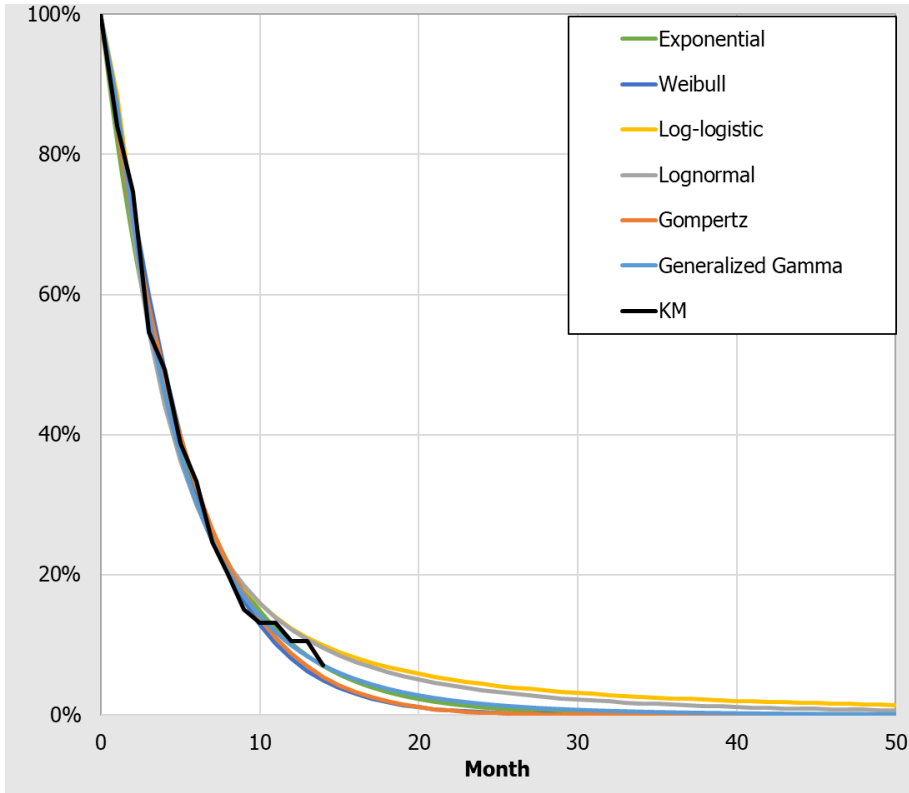 100%
80%
60%
40%
20%
0%
0 10 20 30 40 50
Month
Exponential
Weibull
Log-logistic
Lognormal
Gompertz
Generalized Gamma
KM